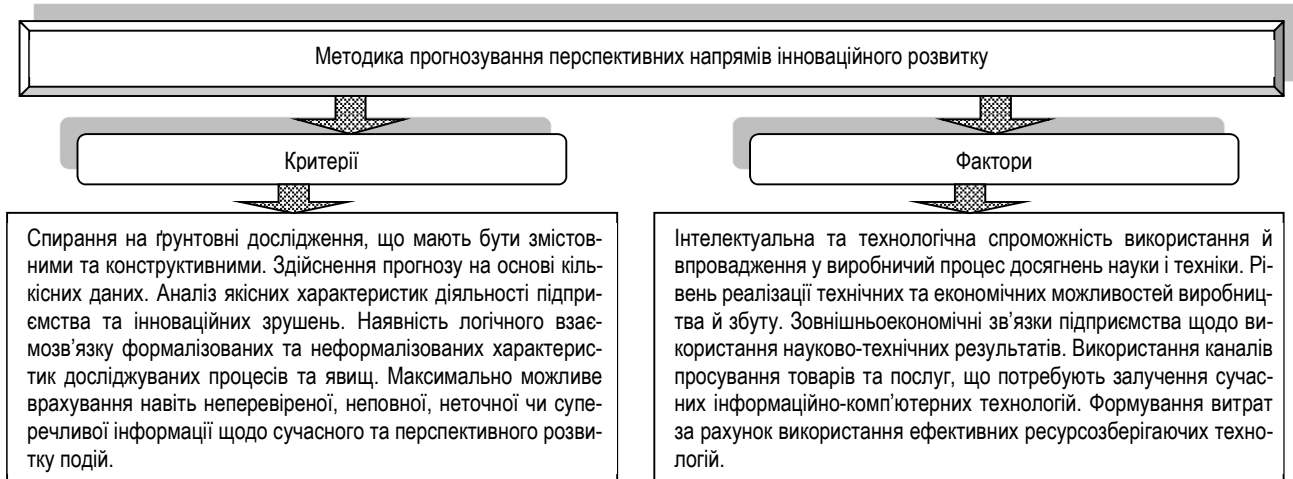 Методика прогнозування перспективних напрямів інноваційного розвитку
Критерії
Спирання на ґрунтовні дослідження, що мають бути змістов-
ними та конструктивними. Здійснення прогнозу на основі кіль-
кісних даних. Аналіз якісних характеристик діяльності підпри-
ємства та інноваційних зрушень. Наявність логічного взає-
мозв’язку формалізованих та неформалізованих характерис-
тик досліджуваних процесів та явищ. Максимально можливе
врахування навіть неперевіреної, неповної, неточної чи супе-
речливої інформації щодо сучасного та перспективного розви-
тку подій.
Фактори
Інтелектуальна та технологічна спроможність використання й
впровадження у виробничий процес досягнень науки і техніки. Рі-
вень реалізації технічних та економічних можливостей виробниц-
тва й збуту. Зовнішньоекономічні зв’язки підприємства щодо ви-
користання науково-технічних результатів. Використання каналів
просування товарів та послуг, що потребують залучення сучас-
них інформаційно-комп’ютерних технологій. Формування витрат
за рахунок використання ефективних ресурсозберігаючих техно-
логій.